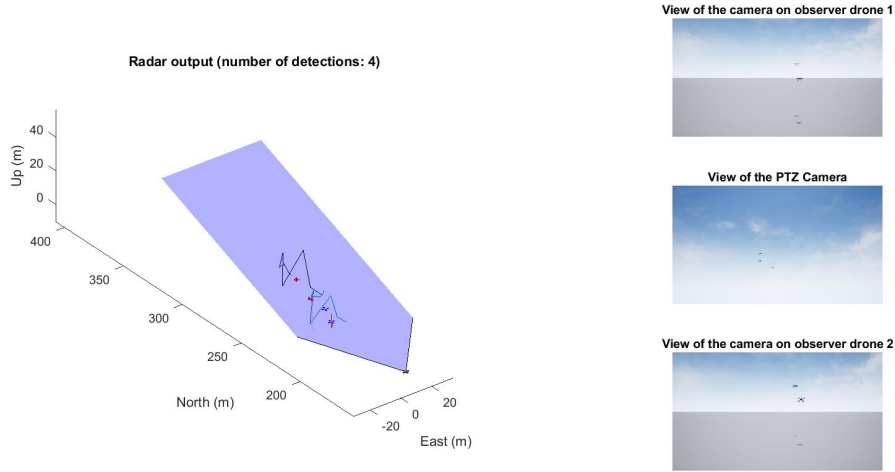 View of the camera on observer drone 1
Radar output (number of detections: 4)
Up (m)
40
20
0
400
350
300
250
200
North (m)
-20
0
20
East (m)
View of the PTZ Camera
View of the camera on observer drone 2